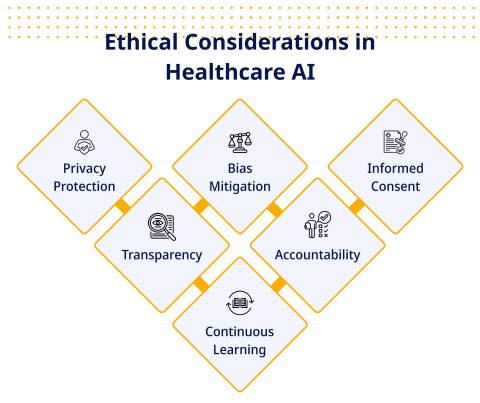 Ethical Considerations in
Healthcare AI
Privacy
Protection
Bias
Mitigation
Informed
Consent
Transparency
Accountability
Continuous
Learning